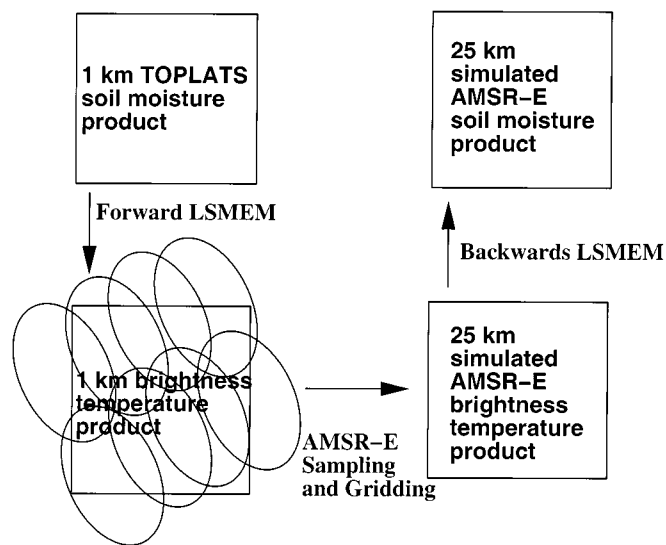 1 km TOPLATS
soil moisture
product
25 km
simulated
AMSR−E
soil moisture
product
Forward LSMEM
Backwards LSMEM
1 km brightness
temperature
product
AMSR−E
Sampling
and Gridding
25 km
simulated
AMSR−E
brightness
temperature
product